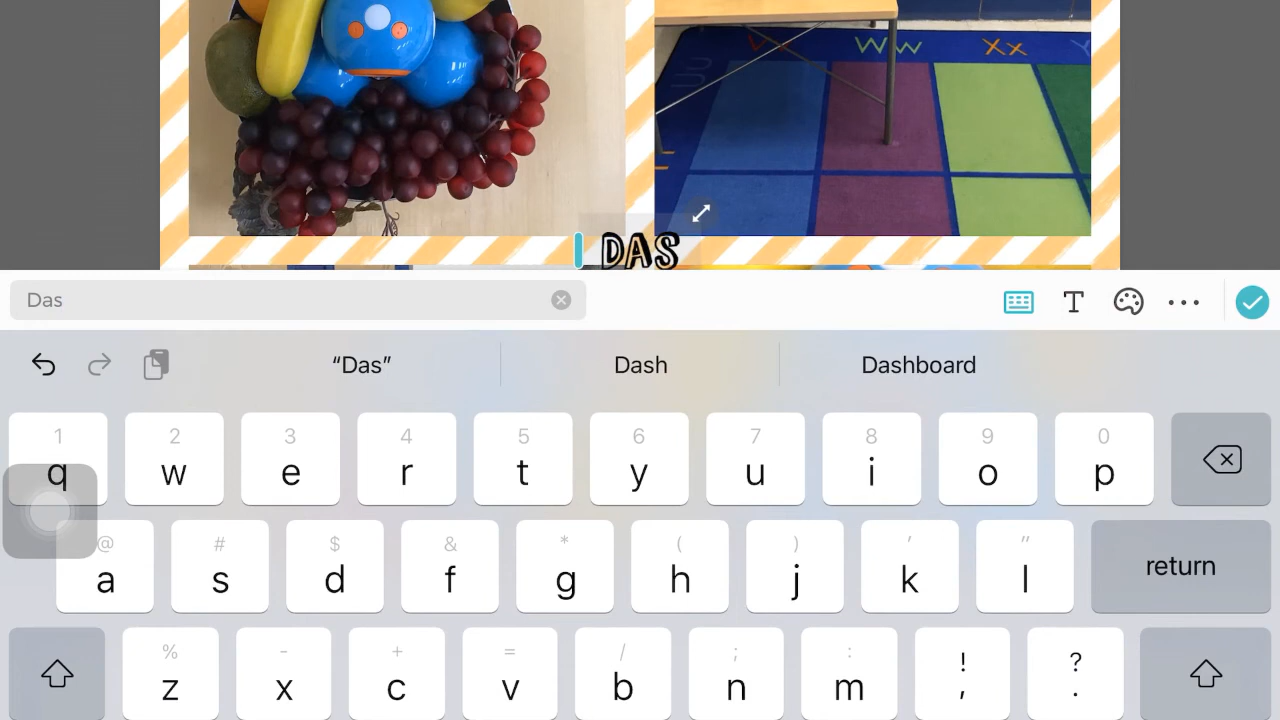 Ww Xx
DAS
Das
“Das” Dash Dashboard
1 2 3 4 5 6 7 8 9 0
q w e r t y u i o p
@ # $ & * ( ) ' "
a s d f g h j k l return
% - + = / ; : ! ?
z x c v b n m , .